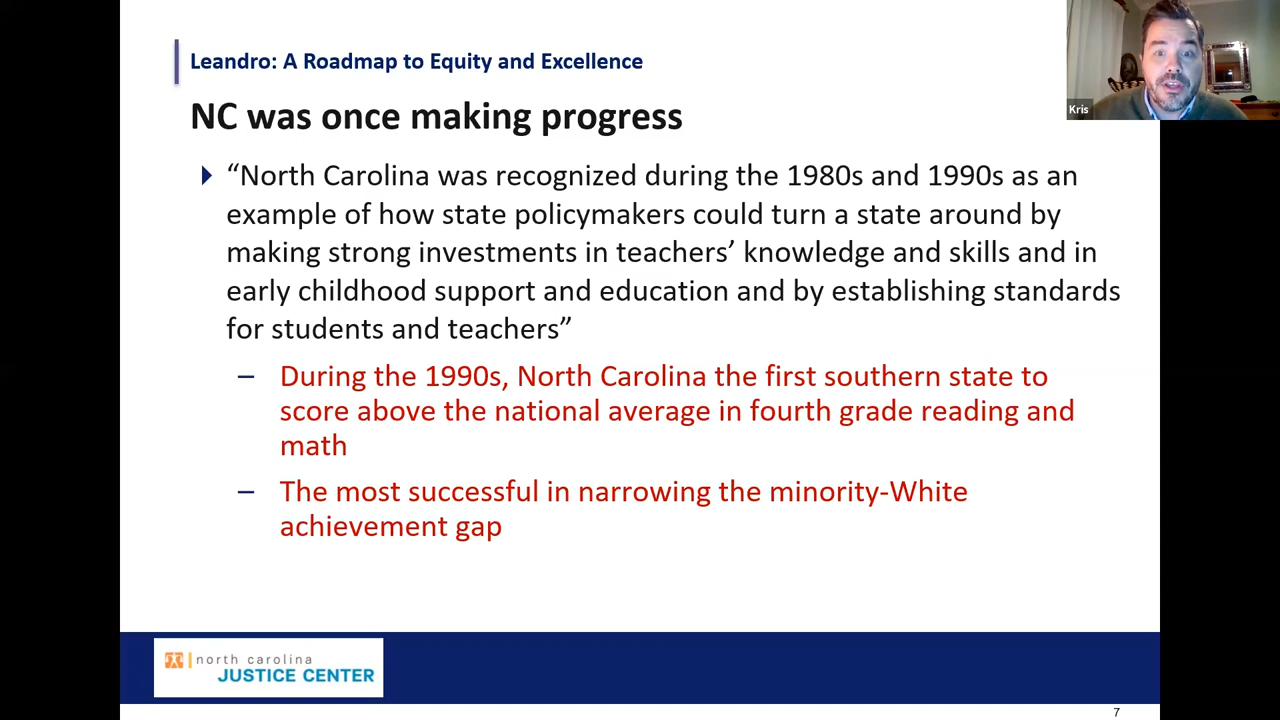 Leandro: A Roadmap to Equity and Excellence
Kris
NC was once making progress
“North Carolina was recognized during the 1980s and 1990s as an
example of how state policymakers could turn a state around by
making strong investments in teachers’ knowledge and skills and in
early childhood support and education and by establishing standards
for students and teachers”
– During the 1990s, North Carolina the first southern state to
score above the national average in fourth grade reading and
math
– The most successful in narrowing the minority-White
achievement gap
north carolina
JUSTICE CENTER
7